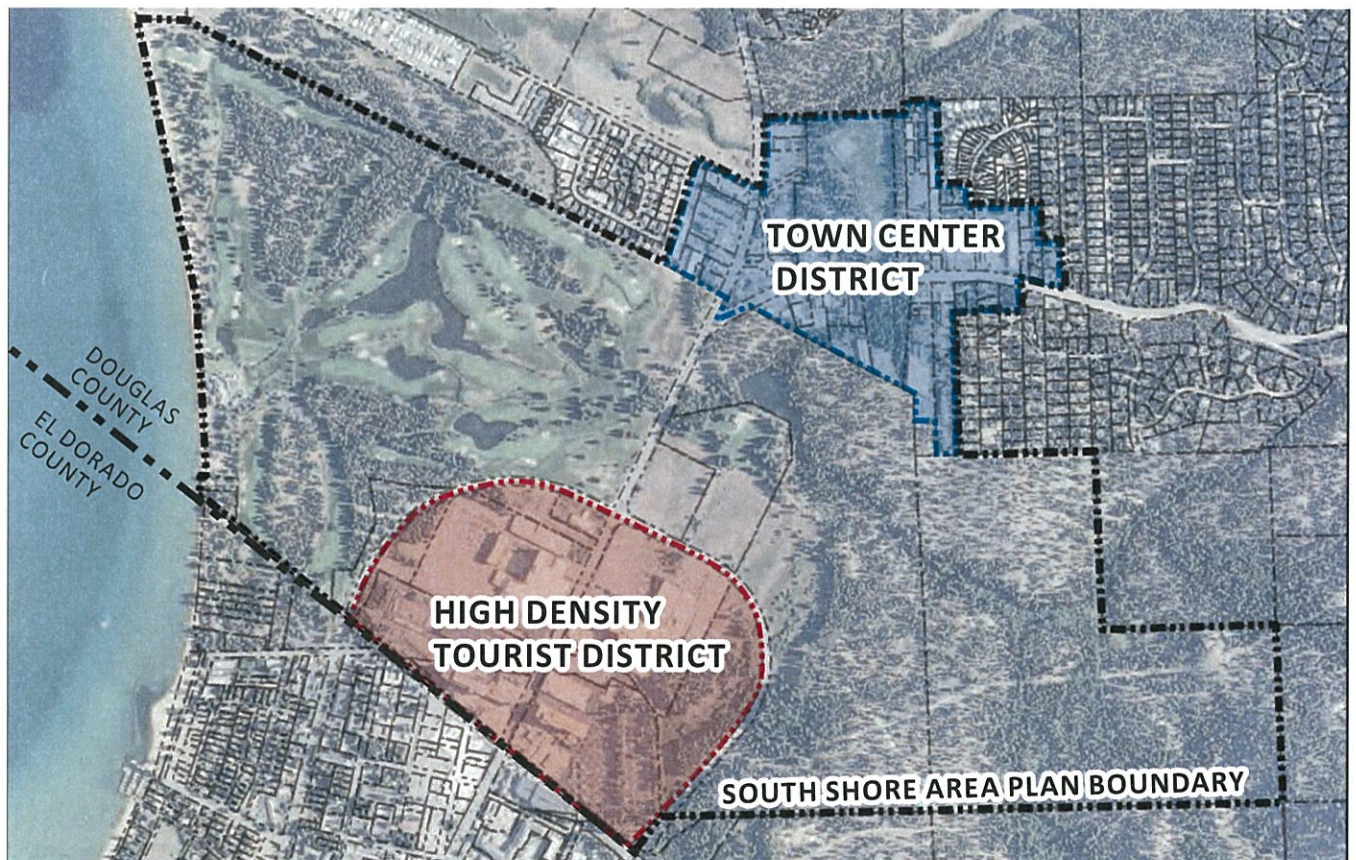 TOWN CENTER
DISTRICT
DOUGLAS
COUNTY
EL DORADO
COUNTY
HIGH DENSITY
TOURIST DISTRICT
SOUTH SHORE AREA PLAN BOUNDARY